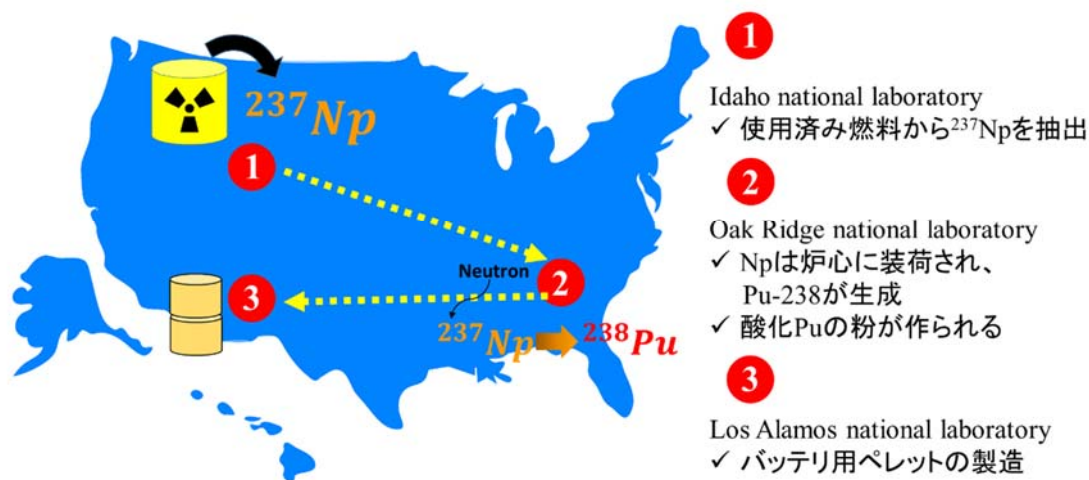 ²³⁷Np
1
2
3
Neutron
²³⁷Np ²³⁸Pu
1
Idaho national laboratory
✓ 使用済み燃料から²³⁷Npを抽出
2
Oak Ridge national laboratory
✓ Npは炉心に装荷され、
Pu-238が生成
✓ 酸化Puの粉が作られる
3
Los Alamos national laboratory
✓ バッテリ用ペレットの製造